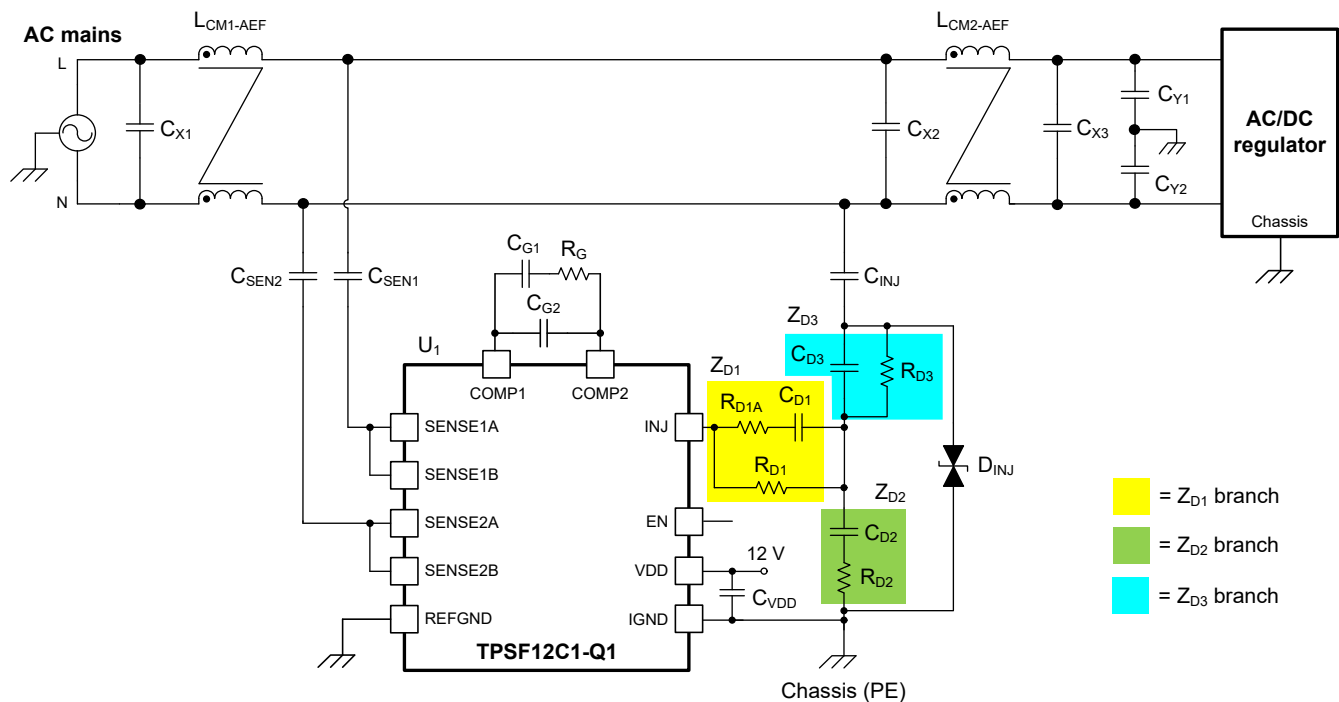 LCM1-AEF
LCM2-AEF
AC mains
L
CX1
CX2
CX3
CY1
CY2
AC/DC
regulator
Chassis
N
CSEN2
CSEN1
CG1
RG
CG2
CINJ
U1
COMP1
COMP2
ZD3
CD3
RD3
ZD1
RD1A
CD1
RD1
SENSE1A
SENSE1B
SENSE2A
SENSE2B
REFGND
INJ
EN
VDD
IGND
TPSF12C1-Q1
12 V
CVDD
ZD2
CD2
RD2
DINJ
Chassis (PE)
= ZD1 branch
= ZD2 branch
= ZD3 branch